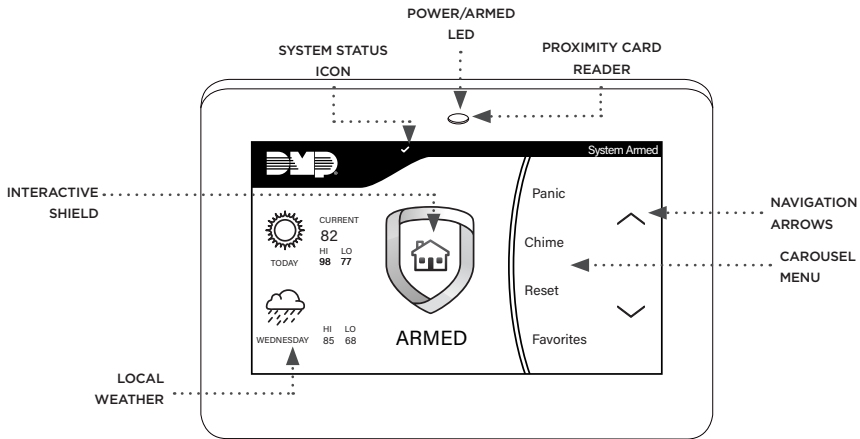 POWER/ARMED
LED
SYSTEM STATUS
ICON
PROXIMITY CARD
READER
DMP
System Armed
INTERACTIVE
SHIELD
CURRENT
82
HI LO
98 77
TODAY
WEDNESDAY
HI LO
85 68
ARMED
Panic
Chime
Reset
Favorites
NAVIGATION
ARROWS
CAROUSEL
MENU
LOCAL
WEATHER